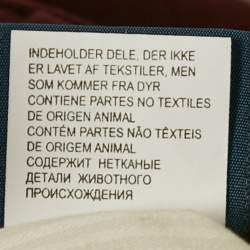 INDEHOLDER DELE, DER IKKE
ER LAVET AF TEKSTILER, MEN
SOM KOMMER FRA DYR
CONTIENE PARTES NO TEXTILES
DE ORIGEN ANIMAL
CONTÉM PARTES NÃO TÊXTEIS
DE ORIGEM ANIMAL
СОДЕРЖИТ НЕТКАНЫЕ
ДЕТАЛИ ЖИВОТНОГО
ПРОИСХОЖДЕНИЯ